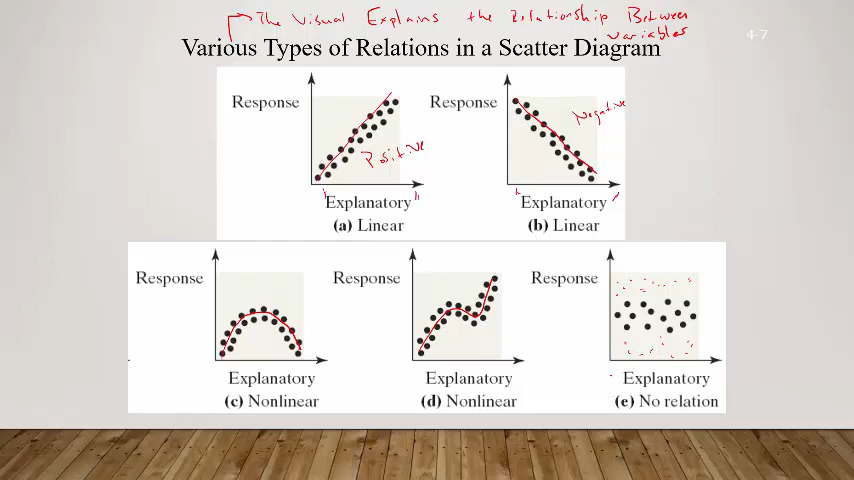 The Visual Explains the Relationship Between
variables
4-7
Various Types of Relations in a Scatter Diagram
Response Response
Positive Negative
Explanatory Explanatory
(a) Linear (b) Linear
Response Response Response
Explanatory Explanatory Explanatory
(c) Nonlinear (d) Nonlinear (e) No relation